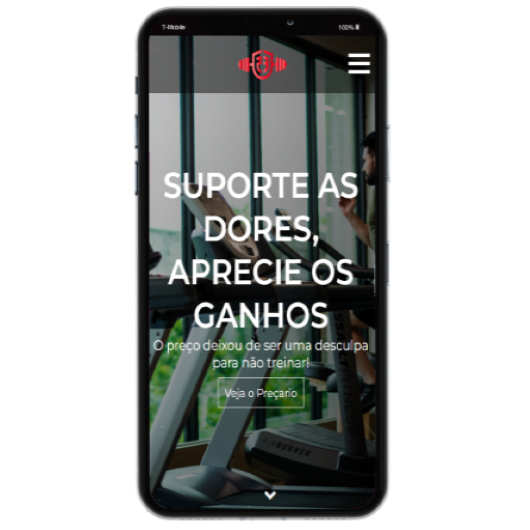 T-Mobile 100%
SUPORTE AS
DORES,
APRECIE OS
GANHOS
O preço deixou de ser uma desculpa
para não treinar!
Veja o Preçario